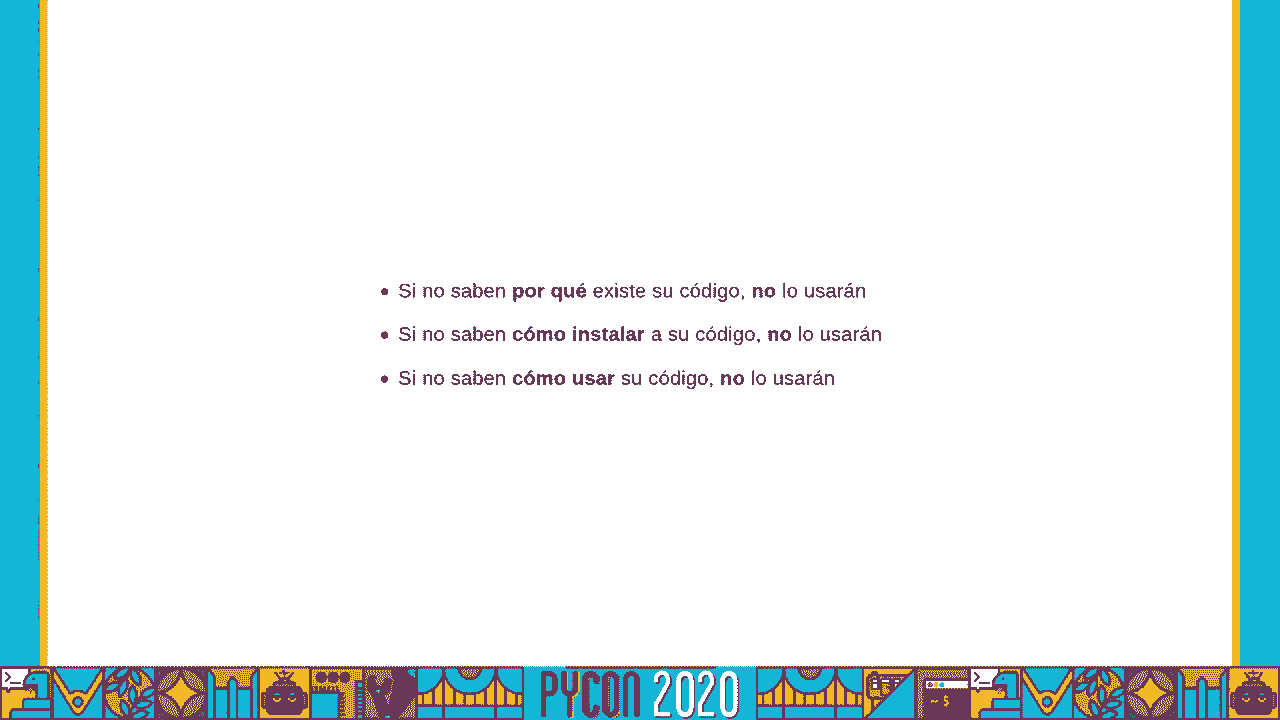 Si no saben por qué existe su código, no lo usarán
Si no saben cómo instalar a su código, no lo usarán
Si no saben cómo usar su código, no lo usarán
PYCON 2020
~ $